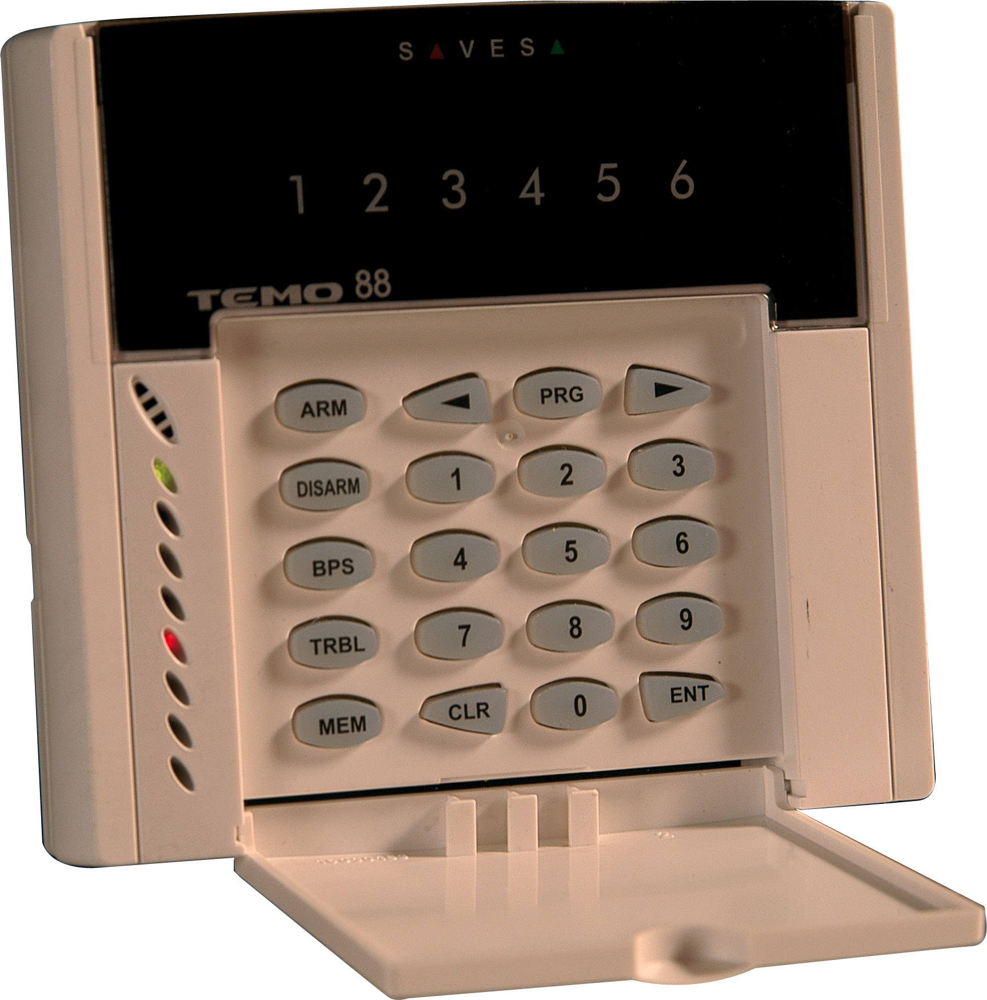 S▲VES▲
1 2 3 4 5 6
TEMO 88
ARM ◀ PRG ▶
DISARM 1 2 3
BPS 4 5 6
TRBL 7 8 9
MEM CLR 0 ENT